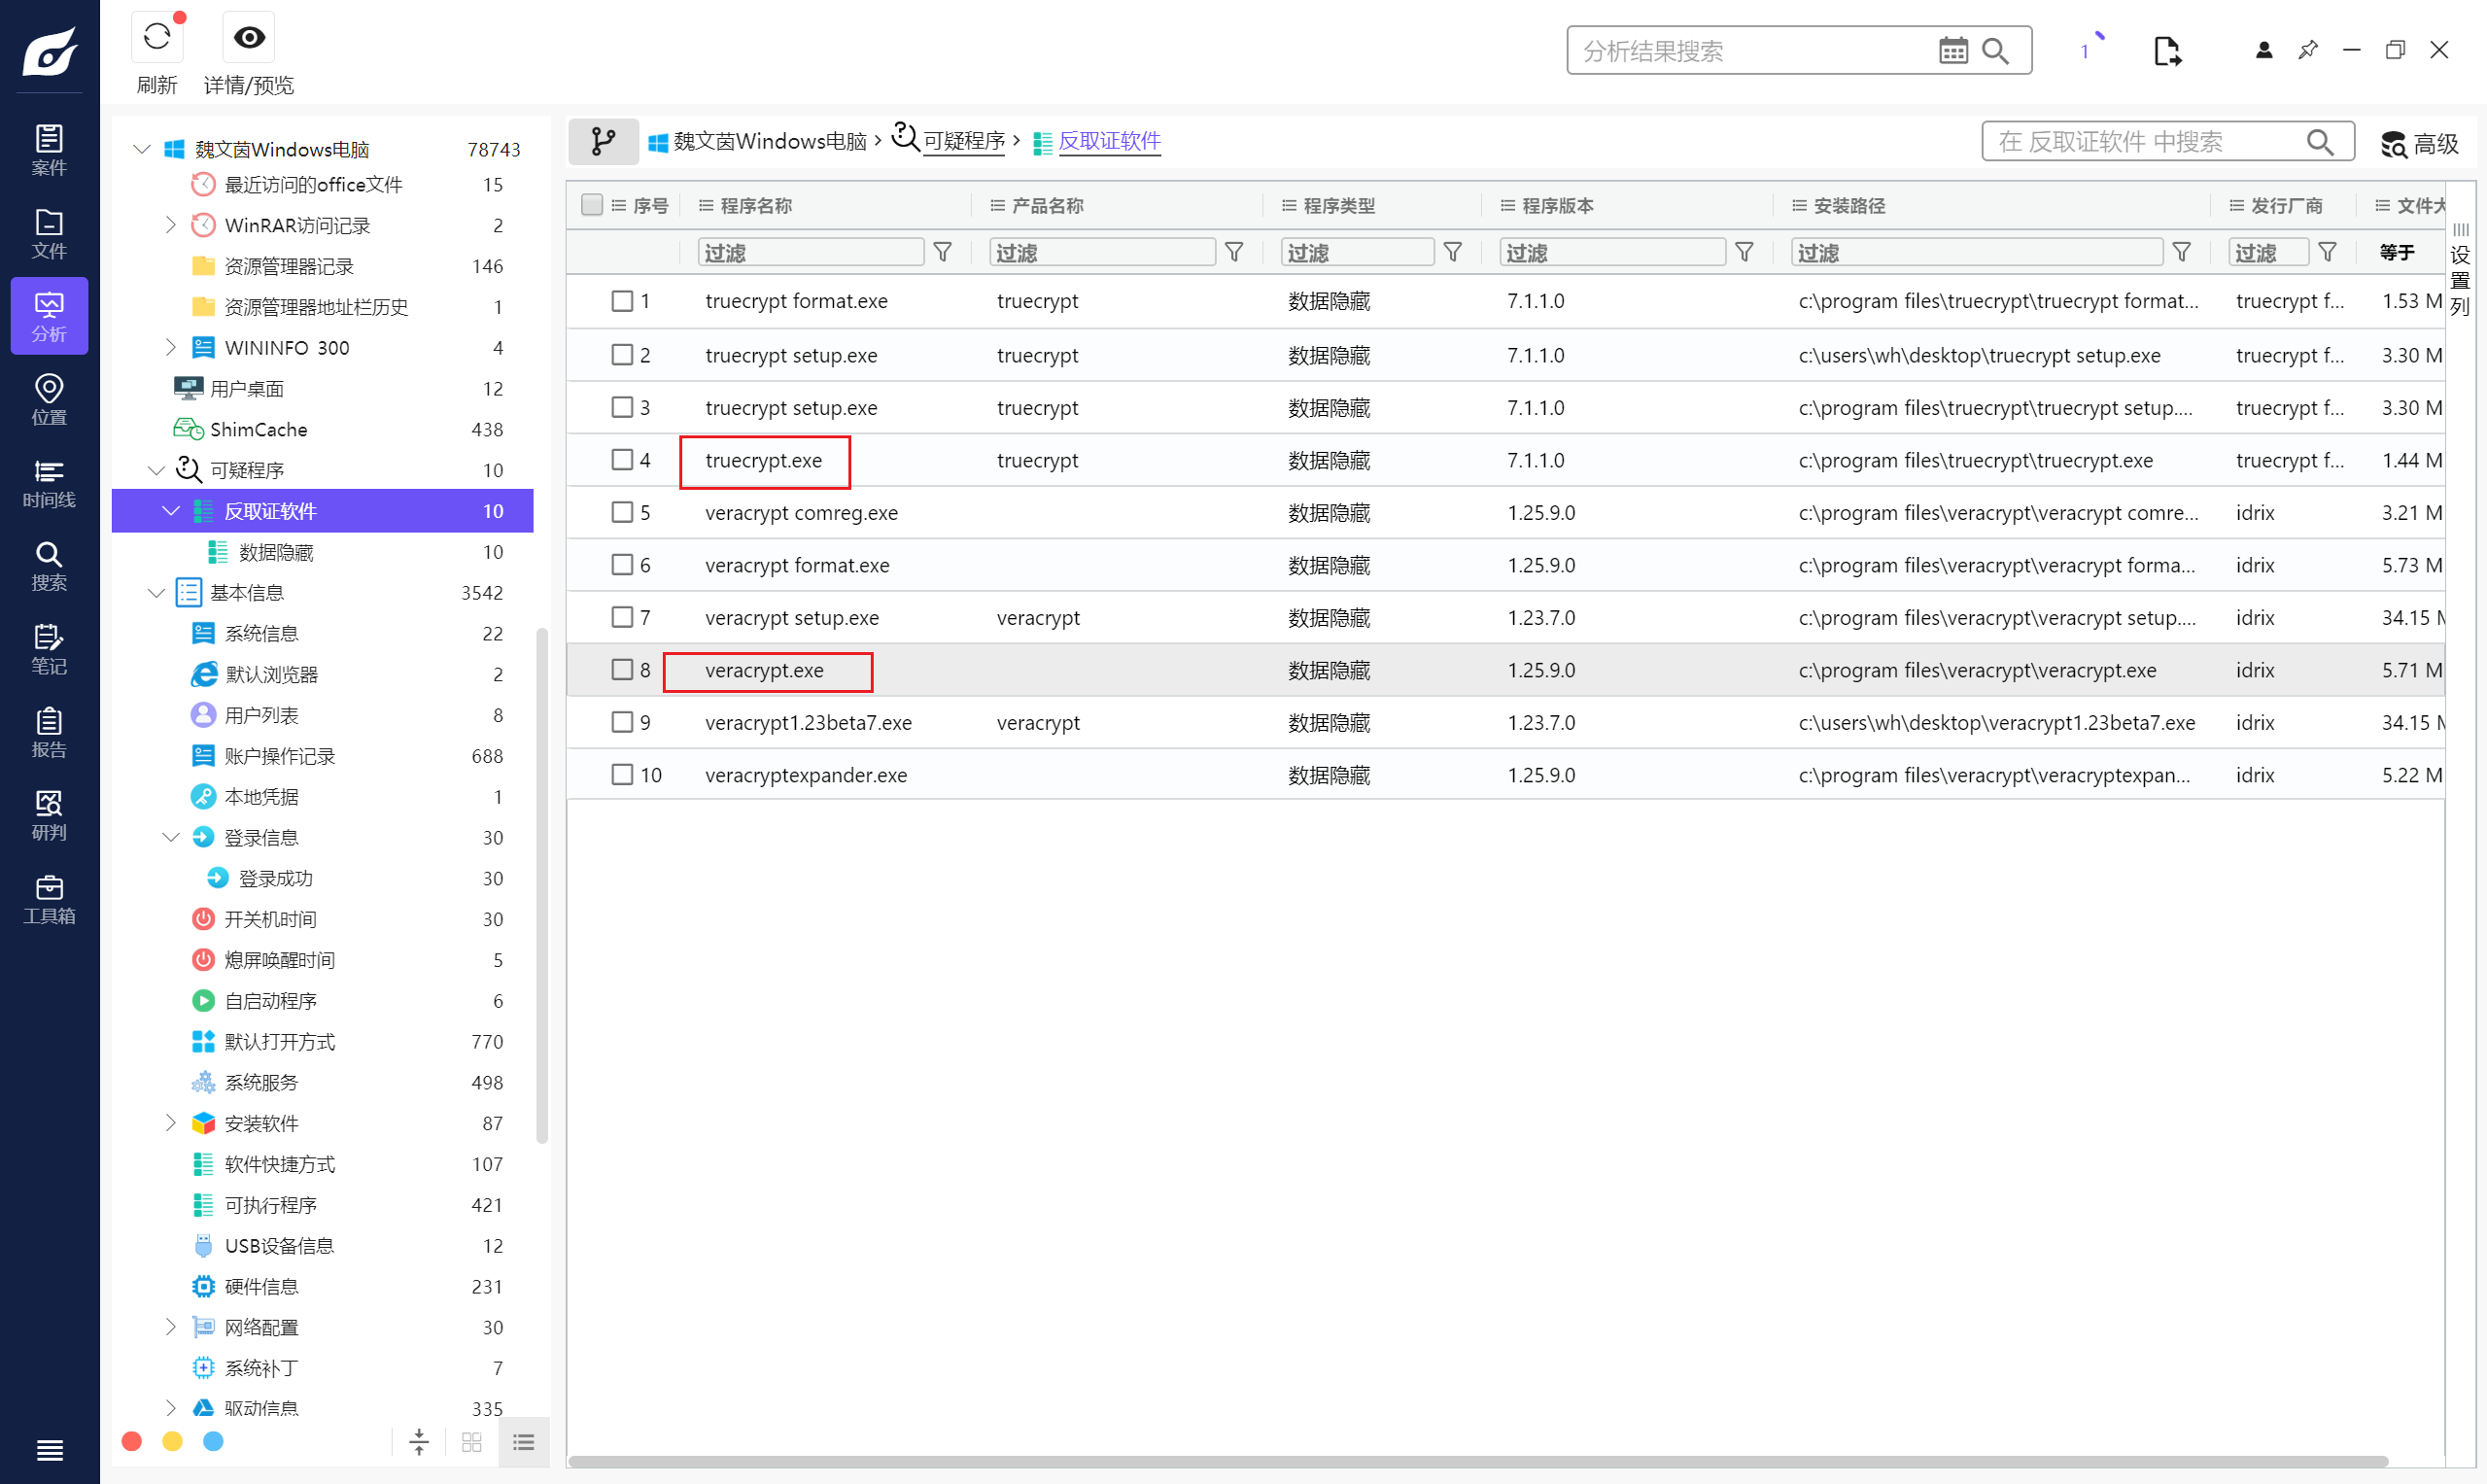 刷新
详情/预览
分析结果搜索
1
案件
文件
分析
位置
时间线
搜索
笔记
报告
研判
工具箱
魏文茵Windows电脑 78743
最近访问的office文件 15
WinRAR访问记录 2
资源管理器记录 146
资源管理器地址栏历史 1
WININFO_300 4
用户桌面 12
ShimCache 438
可疑程序 10
反取证软件 10
数据隐藏 10
基本信息 3542
系统信息 22
默认浏览器 2
用户列表 8
账户操作记录 688
本地凭据 1
登录信息 30
登录成功 30
开关机时间 30
熄屏唤醒时间 5
自启动程序 6
默认打开方式 770
系统服务 498
安装软件 87
软件快捷方式 107
可执行程序 421
USB设备信息 12
硬件信息 231
网络配置 30
系统补丁 7
驱动信息 335
魏文茵Windows电脑 › 可疑程序 › 反取证软件
在 反取证软件 中搜索
高级
序号 程序名称 产品名称 程序类型 程序版本 安装路径 发行厂商 文件大
过滤 过滤 过滤 过滤 过滤 过滤 等于
1 truecrypt format.exe truecrypt 数据隐藏 7.1.1.0 c:\program files\truecrypt\truecrypt format... truecrypt f... 1.53 M
2 truecrypt setup.exe truecrypt 数据隐藏 7.1.1.0 c:\users\wh\desktop\truecrypt setup.exe truecrypt f... 3.30 M
3 truecrypt setup.exe truecrypt 数据隐藏 7.1.1.0 c:\program files\truecrypt\truecrypt setup.... truecrypt f... 3.30 M
4 truecrypt.exe truecrypt 数据隐藏 7.1.1.0 c:\program files\truecrypt\truecrypt.exe truecrypt f... 1.44 M
5 veracrypt comreg.exe 数据隐藏 1.25.9.0 c:\program files\veracrypt\veracrypt comre... idrix 3.21 M
6 veracrypt format.exe 数据隐藏 1.25.9.0 c:\program files\veracrypt\veracrypt forma... idrix 5.73 M
7 veracrypt setup.exe veracrypt 数据隐藏 1.23.7.0 c:\program files\veracrypt\veracrypt setup.... idrix 34.15 M
8 veracrypt.exe 数据隐藏 1.25.9.0 c:\program files\veracrypt\veracrypt.exe idrix 5.71 M
9 veracrypt1.23beta7.exe veracrypt 数据隐藏 1.23.7.0 c:\users\wh\desktop\veracrypt1.23beta7.exe idrix 34.15 M
10 veracryptexpander.exe 数据隐藏 1.25.9.0 c:\program files\veracrypt\veracryptexpan... idrix 5.22 M
设置列